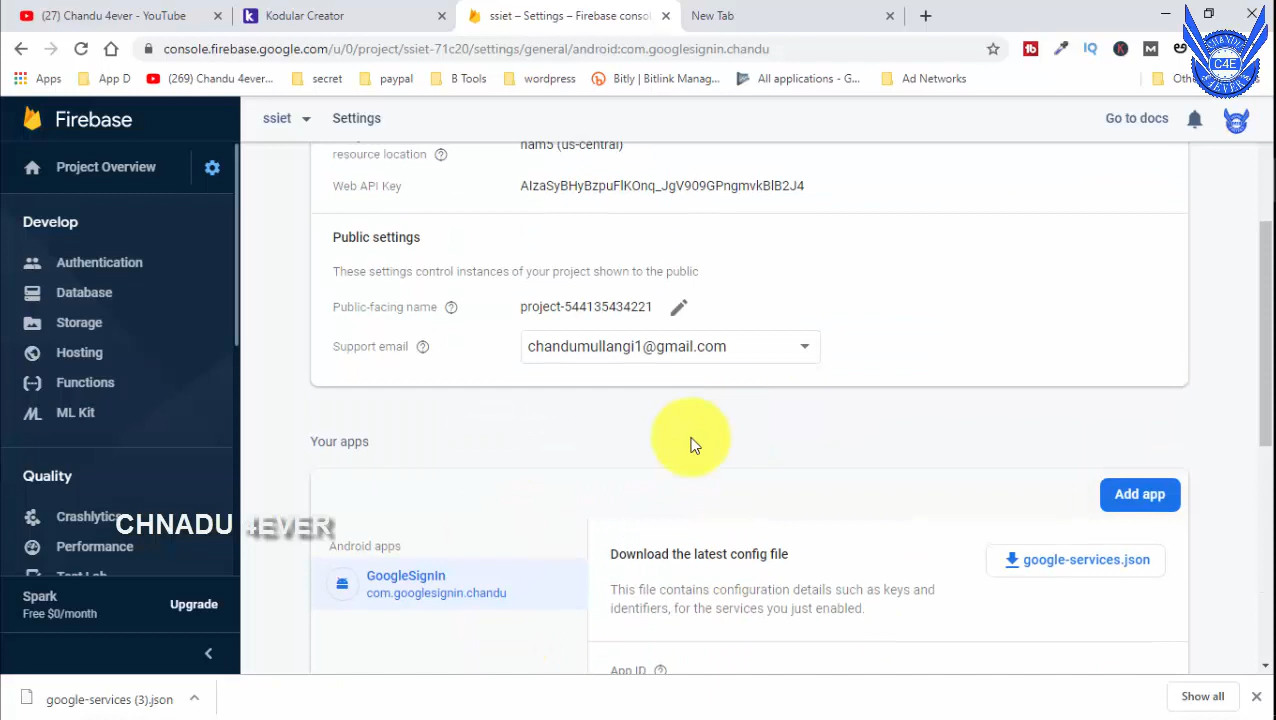 (27) Chandu 4ever - YouTube
Kodular Creator
ssiet – Settings – Firebase conso
New Tab
console.firebase.google.com/u/0/project/ssiet-71c20/settings/general/android:com.googlesignin.chandu
Apps
App D
(269) Chandu 4ever...
secret
paypal
B Tools
wordpress
Bitly | Bitlink Manag...
All applications - G...
Ad Networks
C4E
Firebase
ssiet
Settings
Go to docs
Project Overview
resource location
nam5 (us-central)
Web API Key
AIzaSyBHyBzpuFlKOnq_JgV909GPngmvkBlB2J4
Develop
Authentication
Database
Storage
Hosting
Functions
ML Kit
Public settings
These settings control instances of your project shown to the public
Public-facing name
project-544135434221
Support email
chandumullangi1@gmail.com
Your apps
Add app
Quality
Crashlytics
CHNADU 4EVER
Performance
Test Lab
Android apps
GoogleSignIn
com.googlesignin.chandu
Download the latest config file
google-services.json
This file contains configuration details such as keys and
identifiers, for the services you just enabled.
App ID
Spark
Free $0/month
Upgrade
google-services (3).json
Show all